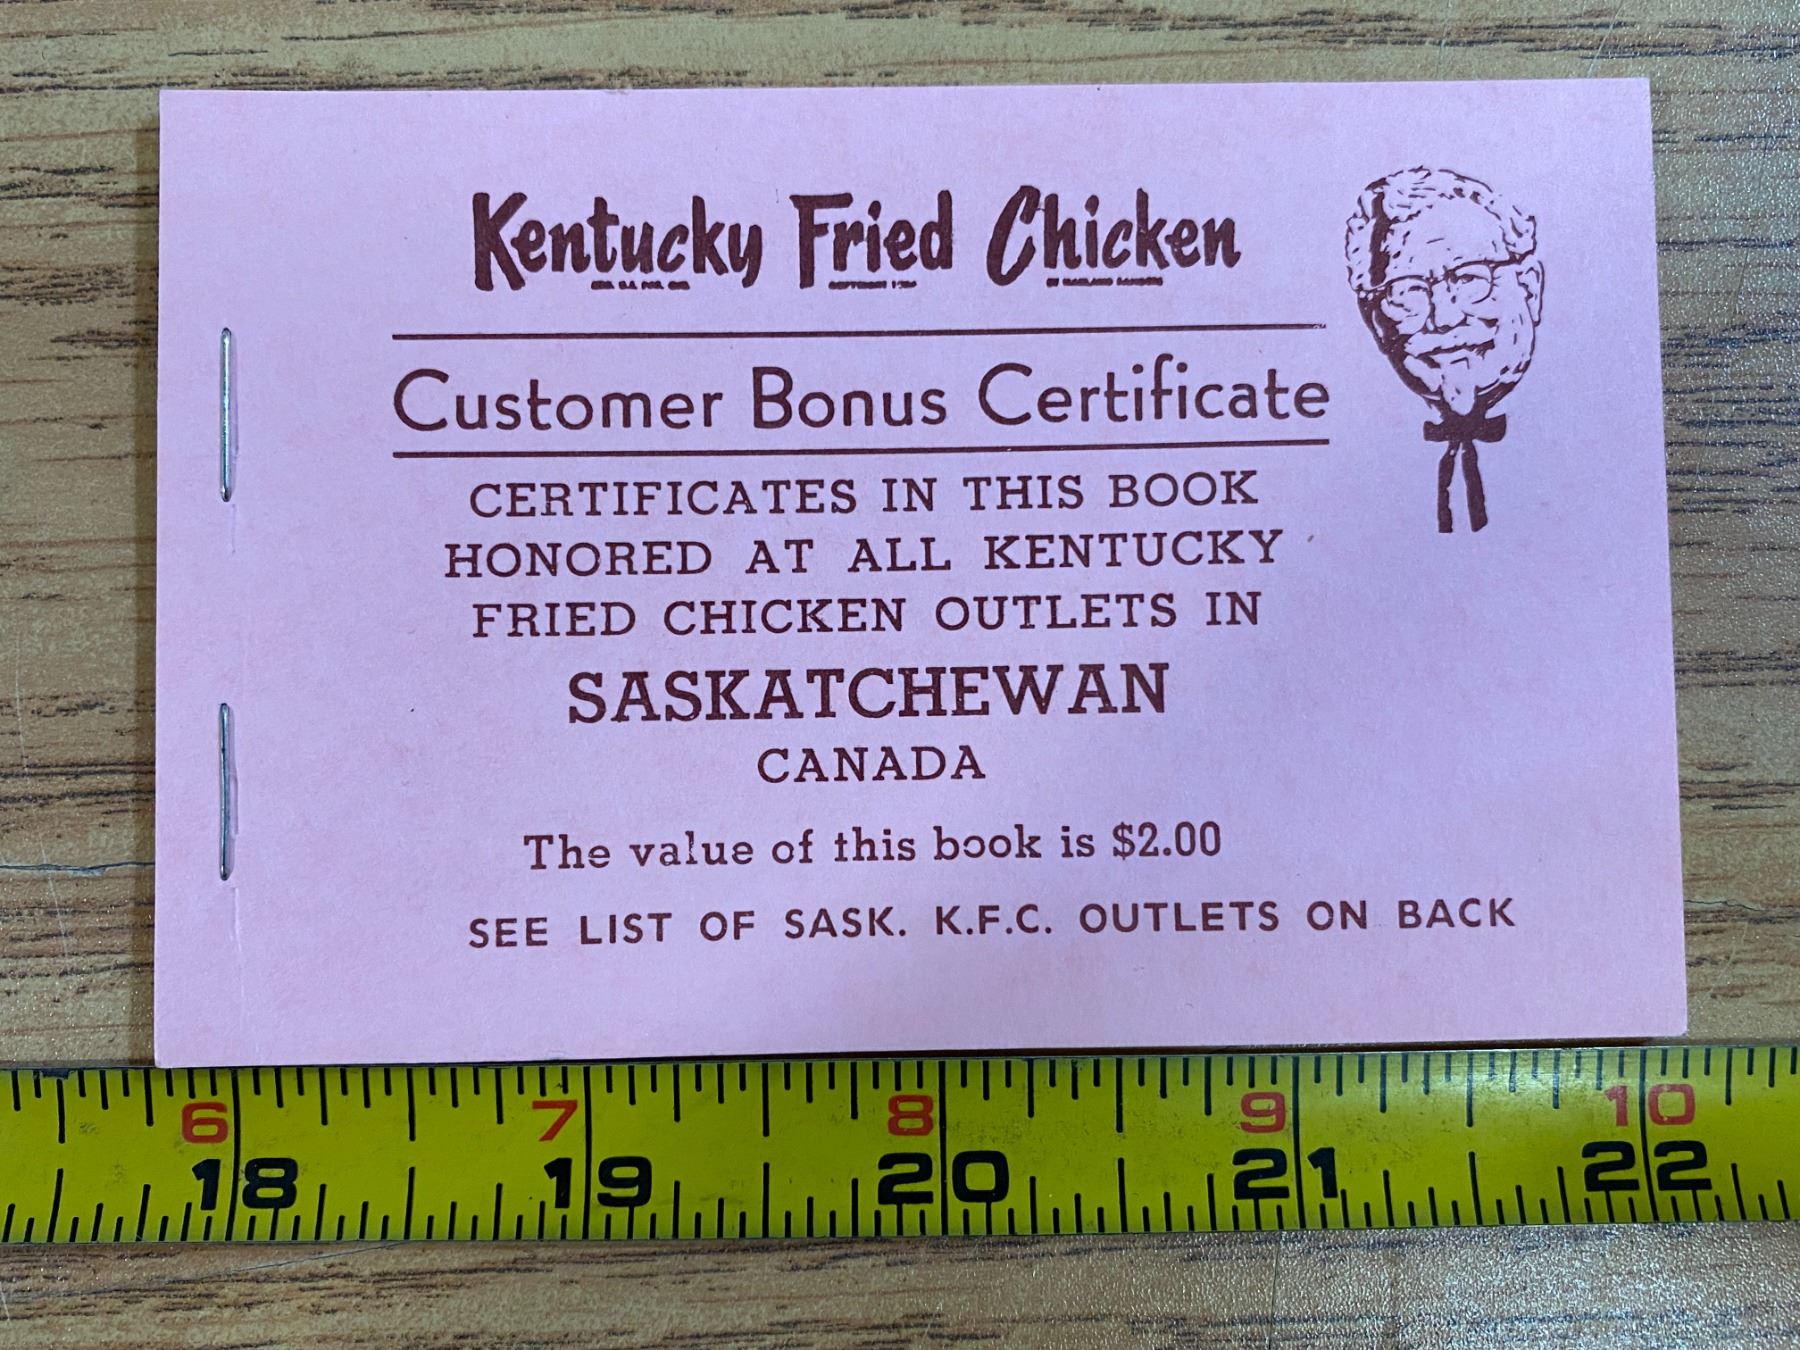 Kentucky Fried Chicken
Customer Bonus Certificate
CERTIFICATES IN THIS BOOK
HONORED AT ALL KENTUCKY
FRIED CHICKEN OUTLETS IN
SASKATCHEWAN
CANADA
The value of this book is $2.00
SEE LIST OF SASK. K.F.C. OUTLETS ON BACK
6 7 8 9 10
18 19 20 21 22